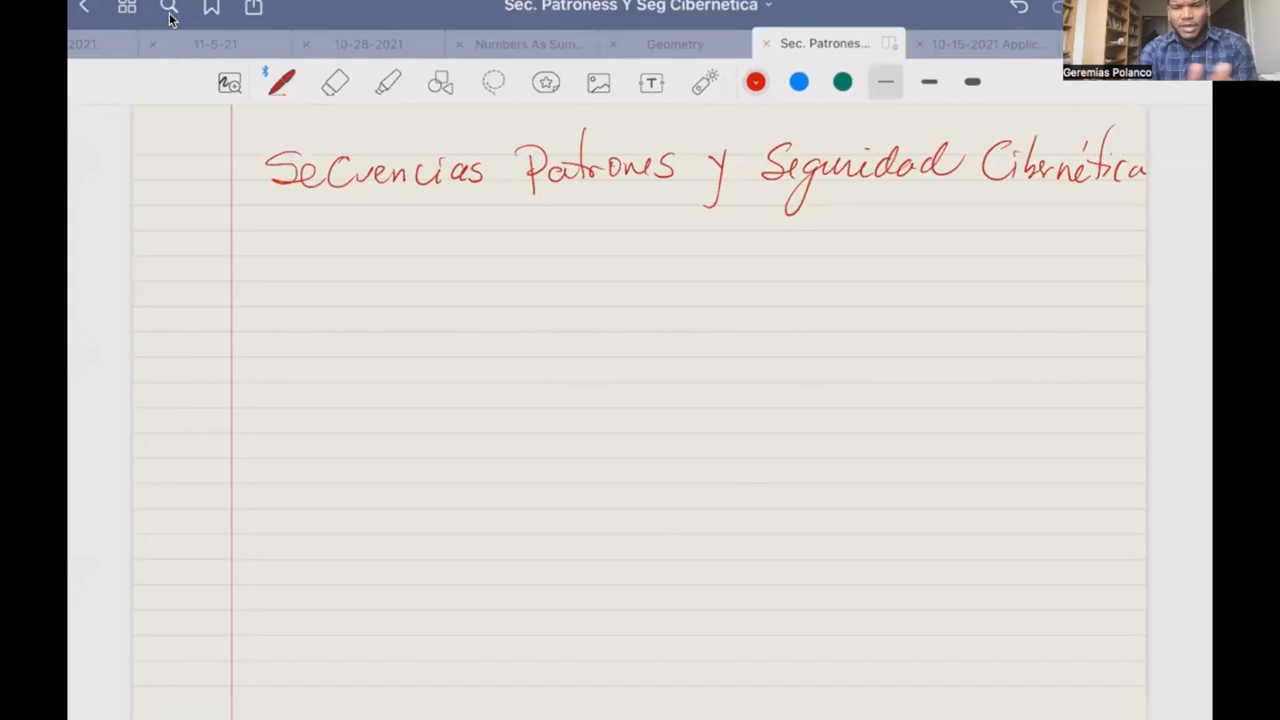 Sec. Patroness Y Seg Cibernetica
2021
11-5-21
10-28-2021
Numbers As Sum...
Geometry
Sec. Patrones...
10-15-2021 Applic...
Geremias Polanco
T
Secuencias Patrones y Seguridad Cibernética